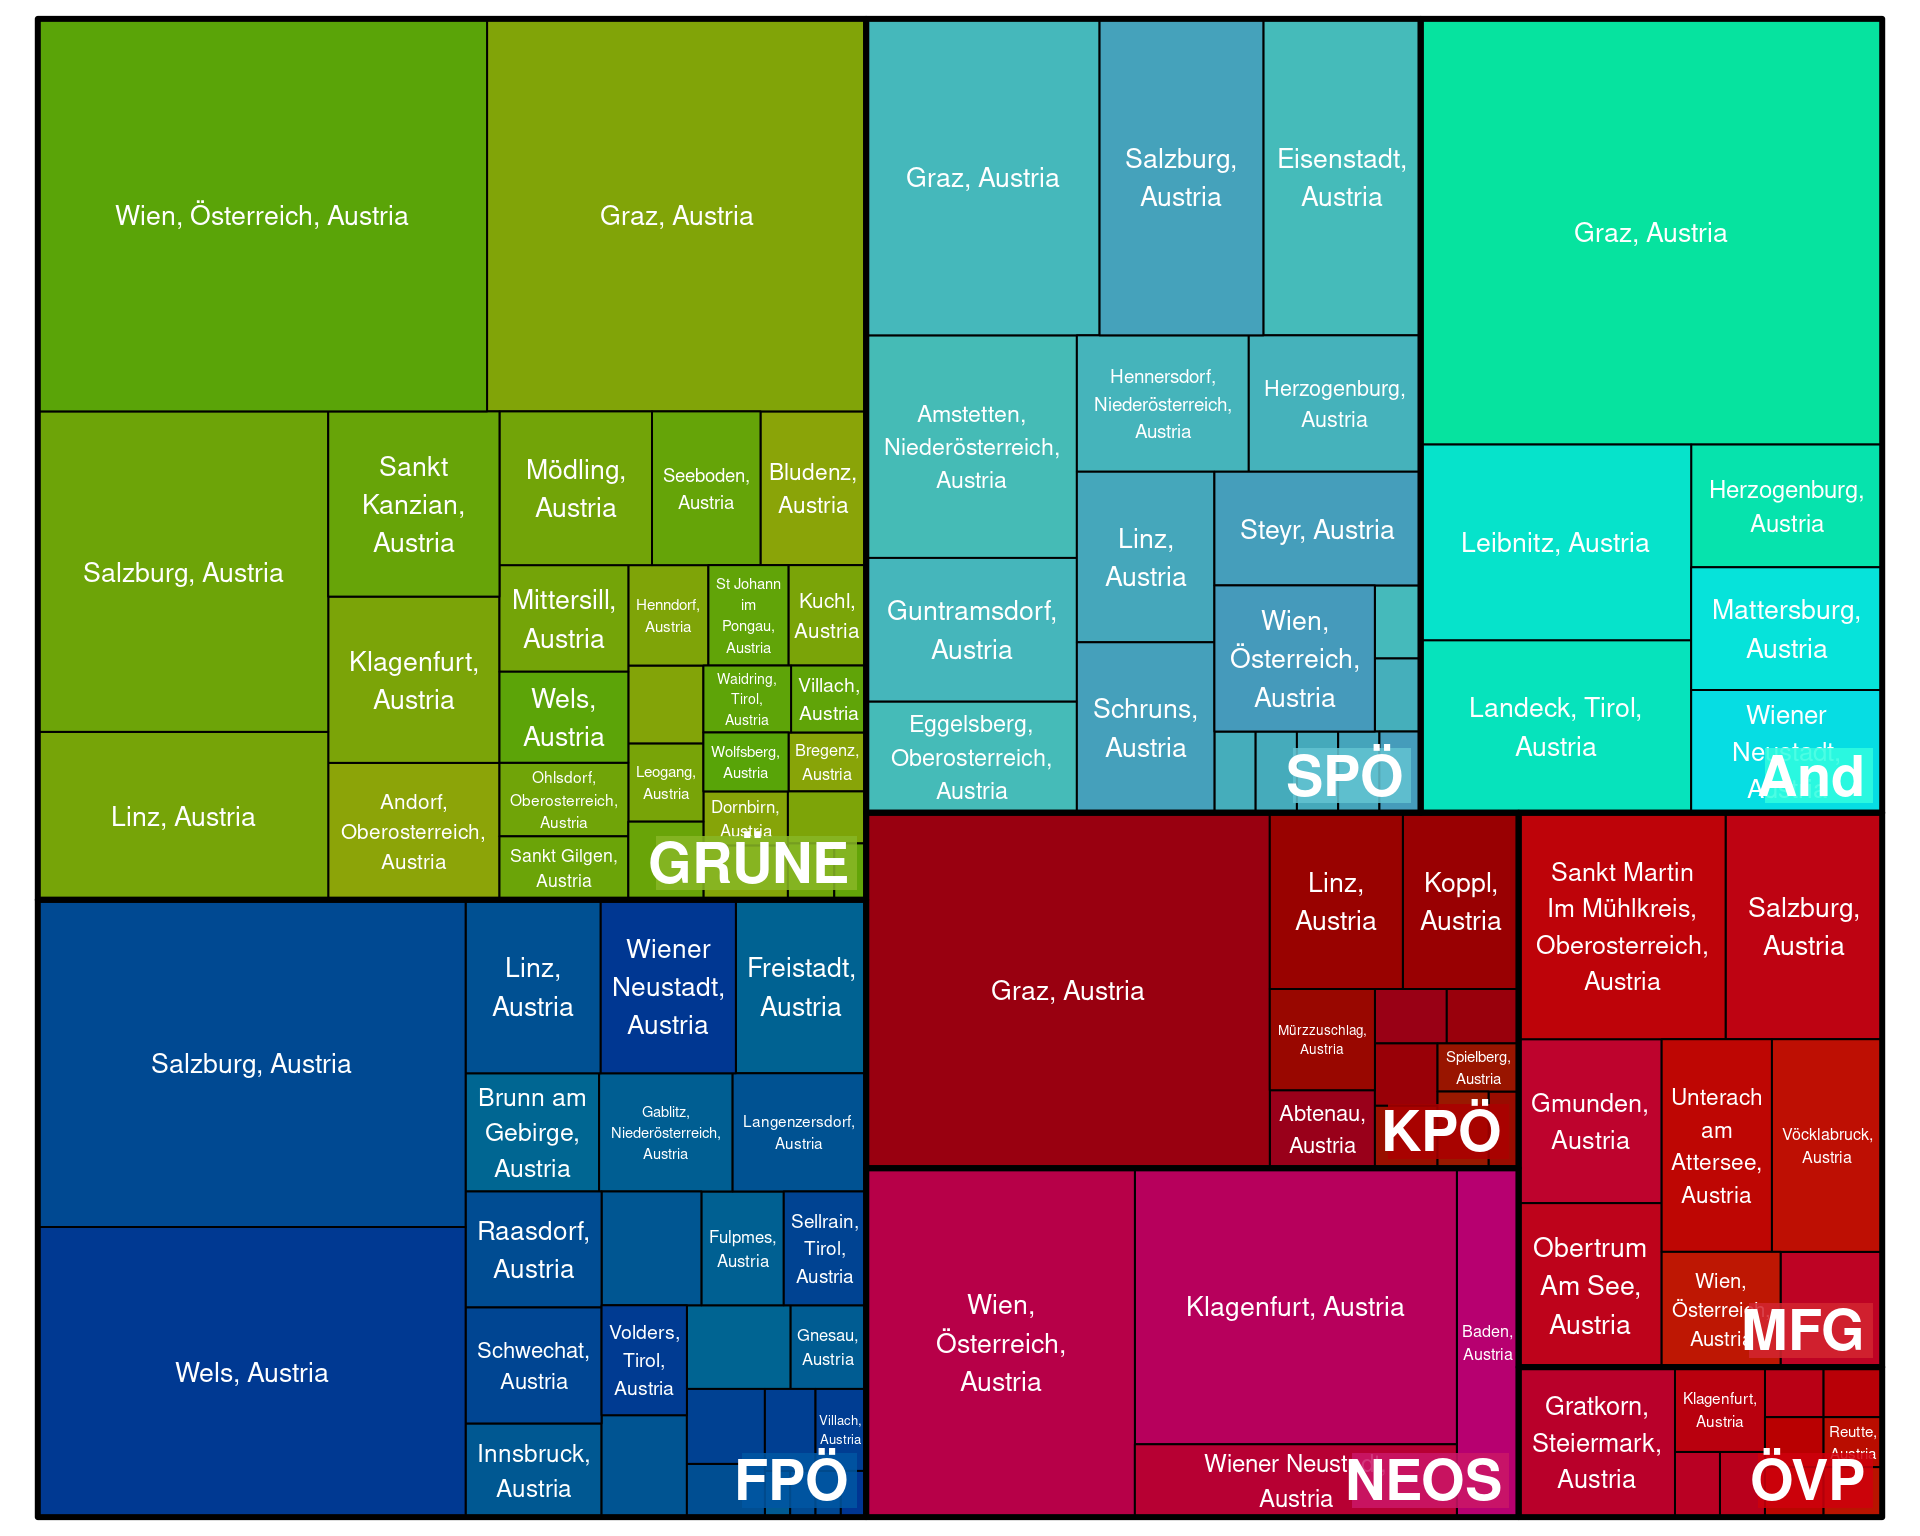 Wien, Österreich, Austria
Graz, Austria
Salzburg, Austria
Sankt
Kanzian,
Austria
Mödling,
Austria
Seeboden,
Austria
Bludenz,
Austria
Linz, Austria
Klagenfurt,
Austria
Andorf,
Oberosterreich,
Austria
Mittersill,
Austria
Henndorf,
Austria
St Johann
im
Pongau,
Austria
Kuchl,
Austria
Wels,
Austria
Waidring,
Tirol,
Austria
Villach,
Austria
Ohlsdorf,
Oberosterreich,
Austria
Leogang,
Austria
Wolfsberg,
Austria
Bregenz,
Austria
Sankt Gilgen,
Austria
Dornbirn,
Austria
GRÜNE
Graz, Austria
Salzburg,
Austria
Eisenstadt,
Austria
Amstetten,
Niederösterreich,
Austria
Hennersdorf,
Niederösterreich,
Austria
Herzogenburg,
Austria
Guntramsdorf,
Austria
Linz,
Austria
Steyr, Austria
Eggelsberg,
Oberosterreich,
Austria
Schruns,
Austria
Wien,
Österreich,
Austria
SPÖ
Graz, Austria
Leibnitz, Austria
Herzogenburg,
Austria
Landeck, Tirol,
Austria
Mattersburg,
Austria
Wiener
Neustadt,
Austria
And
Salzburg, Austria
Wels, Austria
Linz,
Austria
Wiener
Neustadt,
Austria
Freistadt,
Austria
Brunn am
Gebirge,
Austria
Gablitz,
Niederösterreich,
Austria
Langenzersdorf,
Austria
Raasdorf,
Austria
Fulpmes,
Austria
Sellrain,
Tirol,
Austria
Schwechat,
Austria
Volders,
Tirol,
Austria
Gnesau,
Austria
Innsbruck,
Austria
Villach,
Austria
FPÖ
Graz, Austria
Linz,
Austria
Koppl,
Austria
Mürzzuschlag,
Austria
Spielberg,
Austria
Abtenau,
Austria
KPÖ
Wien,
Österreich,
Austria
Klagenfurt, Austria
Baden,
Austria
Wiener Neustadt,
Austria
NEOS
Sankt Martin
Im Mühlkreis,
Oberosterreich,
Austria
Salzburg,
Austria
Gmunden,
Austria
Unterach
am
Attersee,
Austria
Vöcklabruck,
Austria
Obertrum
Am See,
Austria
Wien,
Österreich,
Austria
MFG
Gratkorn,
Steiermark,
Austria
Klagenfurt,
Austria
Reutte,
Austria
ÖVP